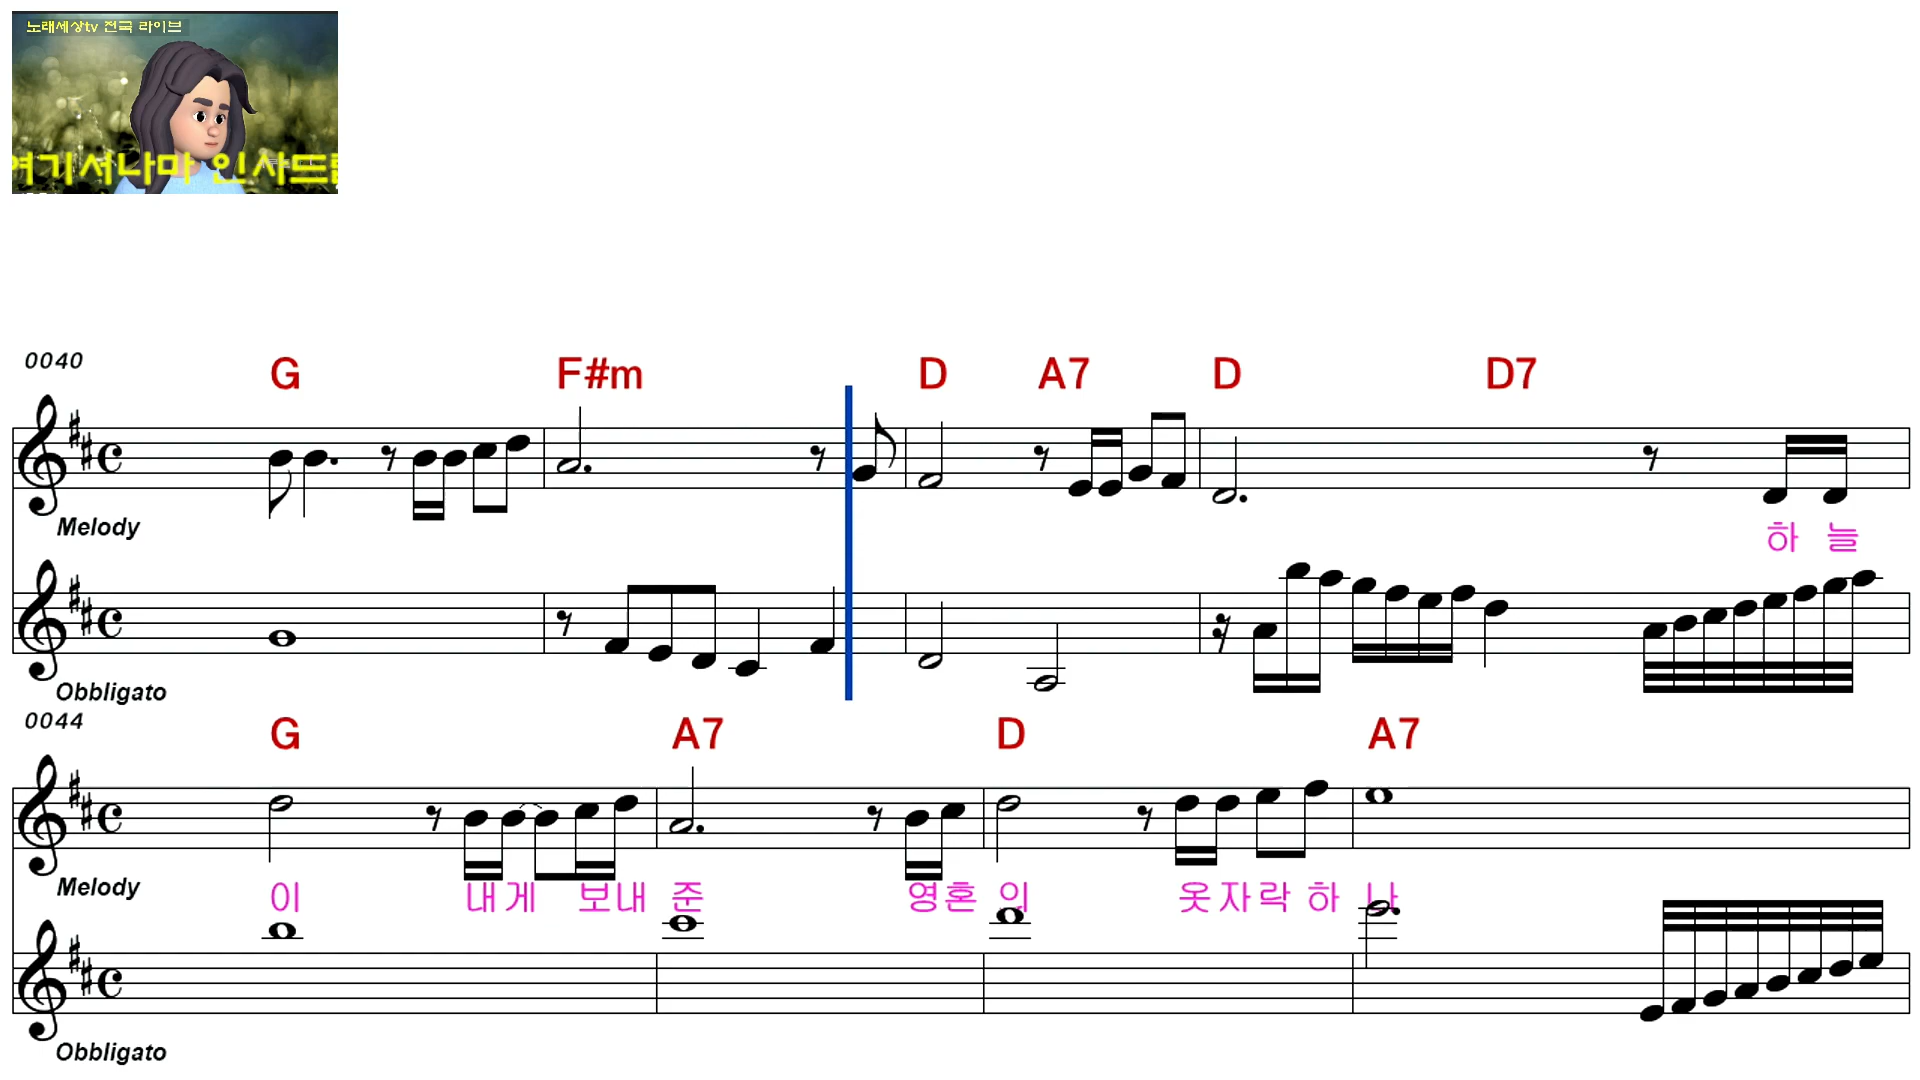 노래세상tv 전국 라이브
여기서나마 인사드립
0040
G F#m D A7 D D7
Melody
하 늘
Obbligato
0044
G A7 D A7
Melody
이 내게 보내 준 영혼 의 옷자락 하 나
Obbligato